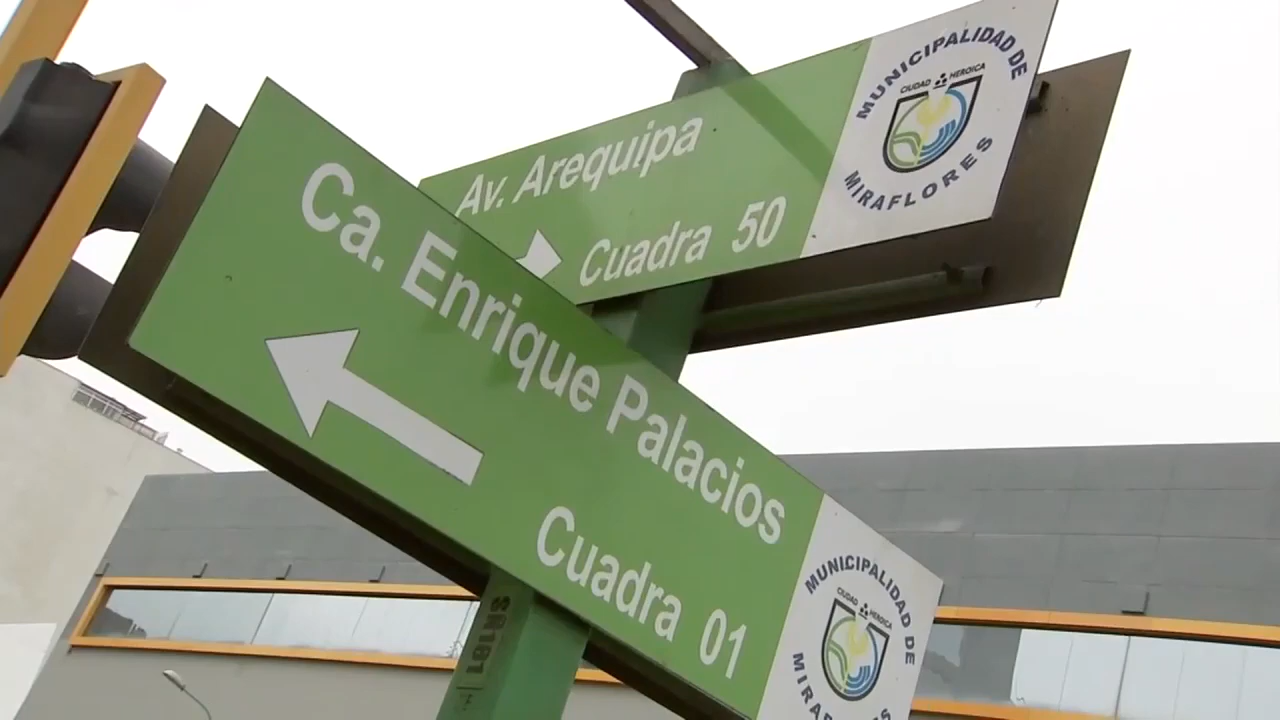 Av. Arequipa
Cuadra 50
MUNICIPALIDAD DE
CIUDAD HEROICA
MIRAFLORES
Ca. Enrique Palacios
Cuadra 01
MUNICIPALIDAD DE
CIUDAD HEROICA